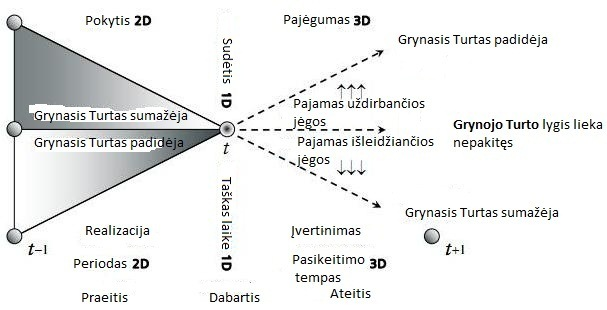 Pokytis 2D
Pajėgumas 3D
Sudėtis 1D
Grynasis Turtas padidėja
↑↑↑
Pajamas uždirbančios
jėgos
Grynasis Turtas sumažėja
Grynasis Turtas padidėja
t
Pajamas išleidžiančios
jėgos
↓↓↓
Grynojo Turto lygis lieka
nepakitęs
Grynasis Turtas sumažėja
Taškas laike 1D
t–1
t+1
Realizacija
Įvertinimas
Periodas 2D
Pasikeitimo
tempas 3D
Praeitis
Dabartis
Ateitis